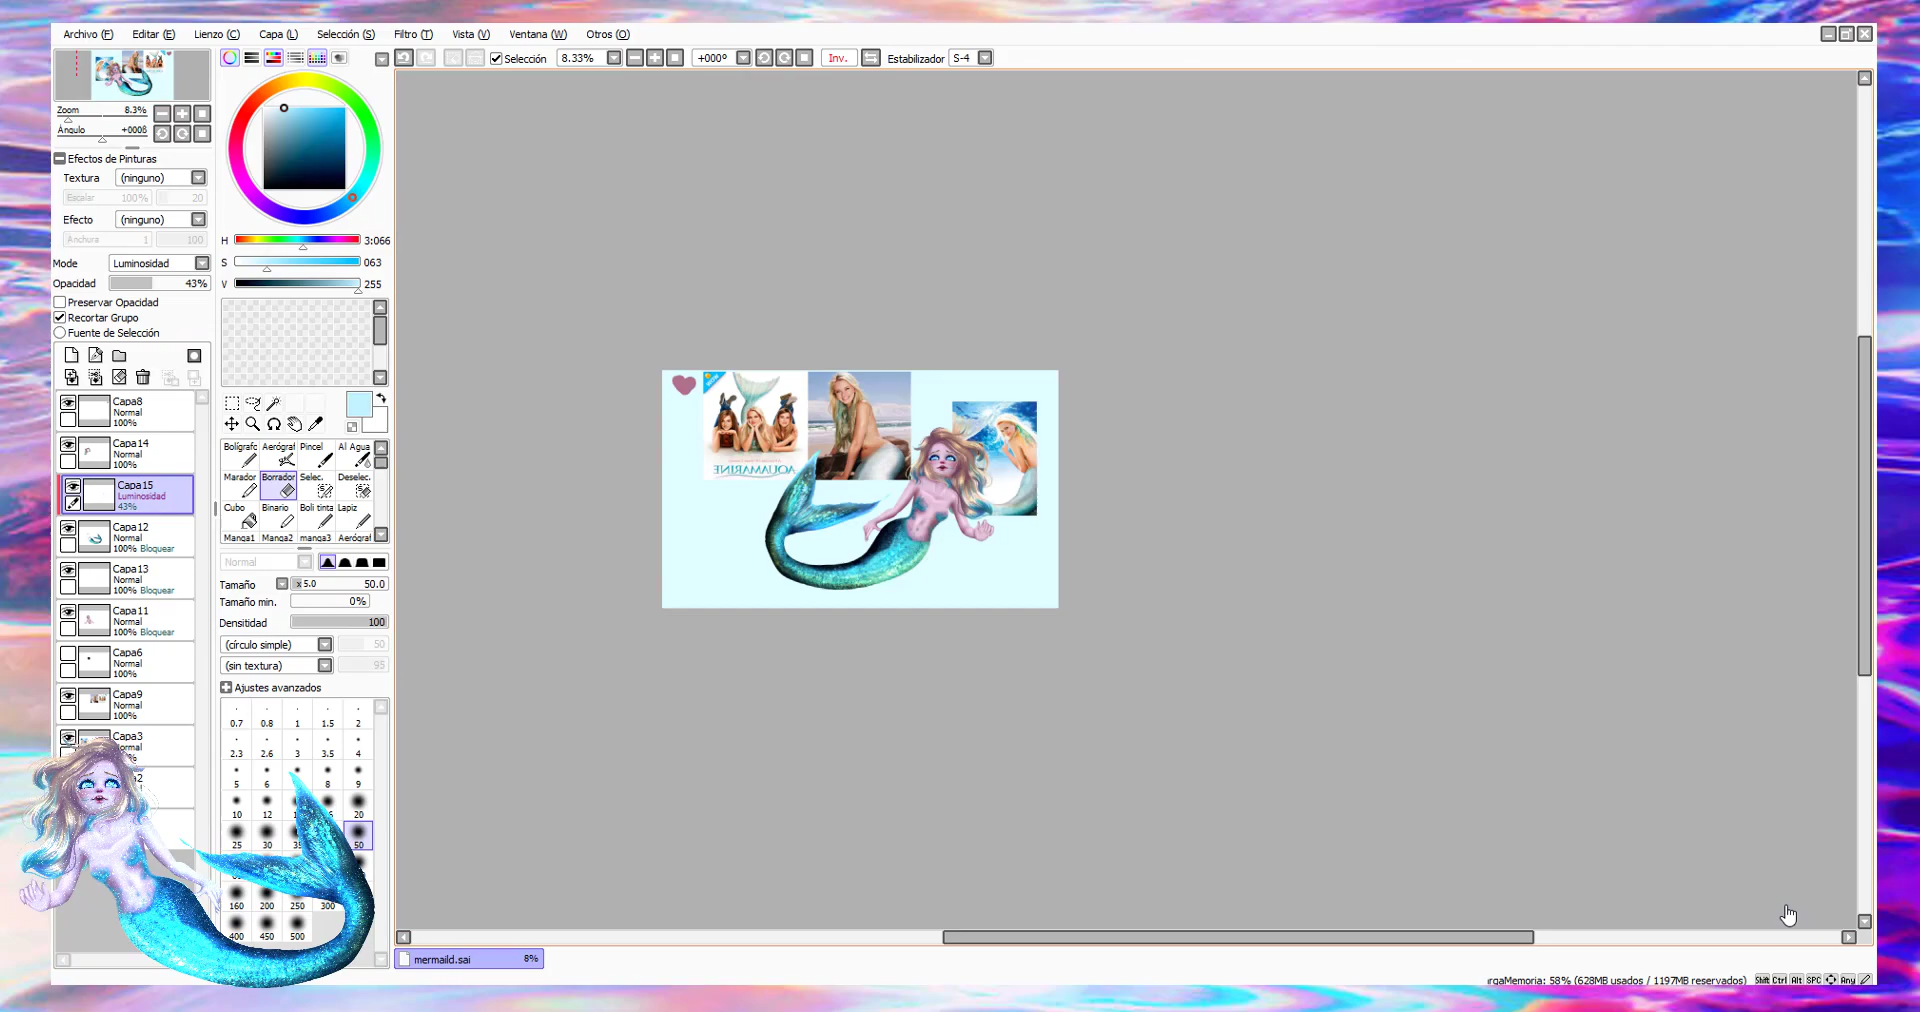 Archivo (F) Editar (E) Lienzo (C) Capa (L) Selección (S) Filtro (T) Vista (V) Ventana (W) Otros (O)
Selección 8.33% +000º Inv. Estabilizador S-4
Zoom 8.3%
Ángulo +000ß
Efectos de Pinturas
Textura (ninguno)
Escalar 100% 20
Efecto (ninguno)
Anchura 1 100
Mode Luminosidad
Opacidad 43%
Preservar Opacidad
Recortar Grupo
Fuente de Selección
Capa8
Normal
100%
Capa14
Normal
100%
Capa15
Luminosidad
43%
Capa12
Normal
100% Bloquear
Capa13
Normal
100% Bloquear
Capa11
Normal
100% Bloquear
Capa6
Normal
100%
Capa9
Normal
100%
Capa3
ormal
H 3:066
S 063
V 255
Bolígrafc Aerógraf Pincel Al Agua
Marador Borrador Selec. Deselec.
Cubo Binario Boli tinta Lapiz
Manga1 Manga2 manga3 Aerógraf
Normal
Tamaño x 5.0 50.0
Tamaño min. 0%
Densitidad 100
(círculo simple) 50
(sin textura) 95
Ajustes avanzados
0.7 0.8 1 1.5 2
2.3 2.6 3 3.5 4
5 6 8 9
10 12 20
25 30 50
160 200 250 300
400 450 500
AQUAMARINE
mermaild.sai 8%
ırgaMemoria: 58% (628MB usados / 1197MB reservados) Shift Ctrl Alt SPC Any